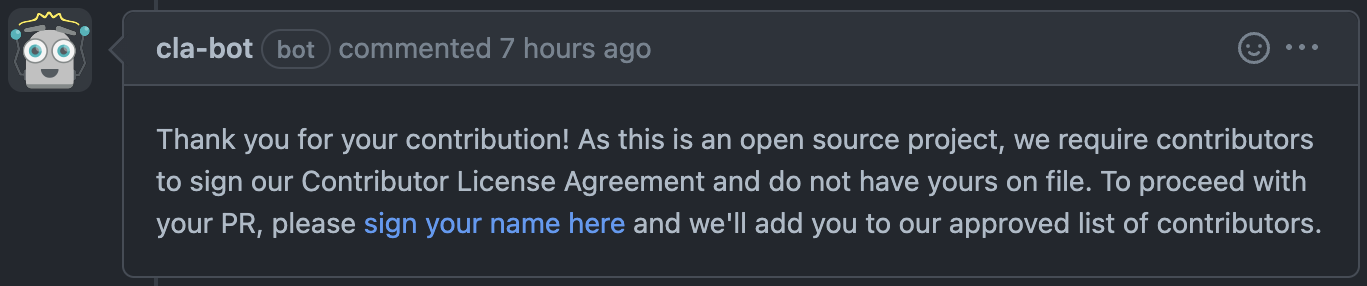 cla-bot bot commented 7 hours ago
Thank you for your contribution! As this is an open source project, we require contributors
to sign our Contributor License Agreement and do not have yours on file. To proceed with
your PR, please sign your name here and we'll add you to our approved list of contributors.